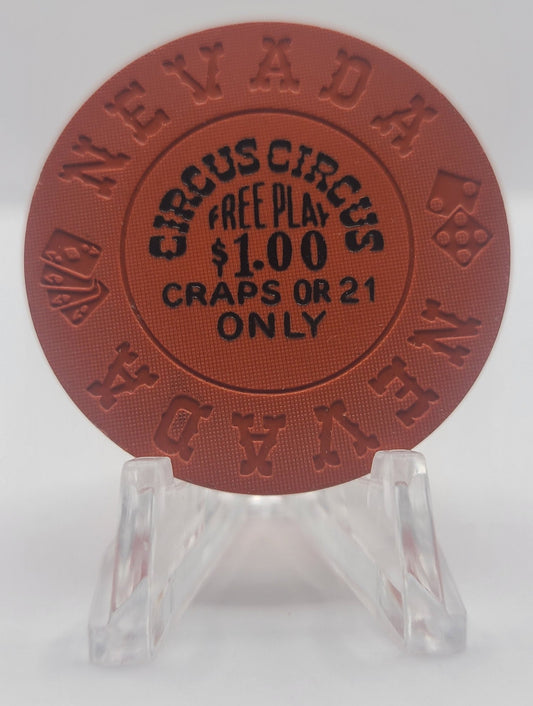 NEVADA
CIRCUS CIRCUS
FREE PLAY
$1.00
CRAPS OR 21
ONLY
NEVADA